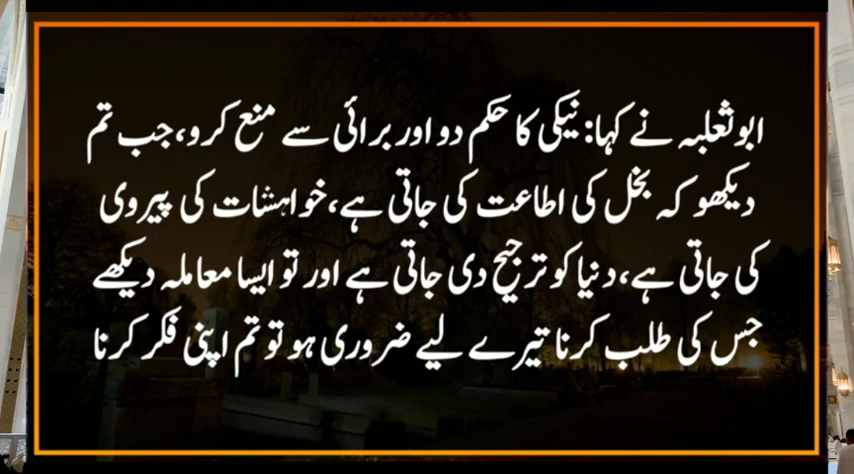 ابو ثعلبہ نے کہا: نیکی کا حکم دو اور برائی سے منع کرو، جب تم
دیکھو کہ بخل کی اطاعت کی جاتی ہے، خواہشات کی پیروی
کی جاتی ہے، دنیا کو ترجیح دی جاتی ہے اور تو ایسا معاملہ دیکھے
جس کی طلب کرنا تیرے لیے ضروری ہو تو تم اپنی فکر کرنا